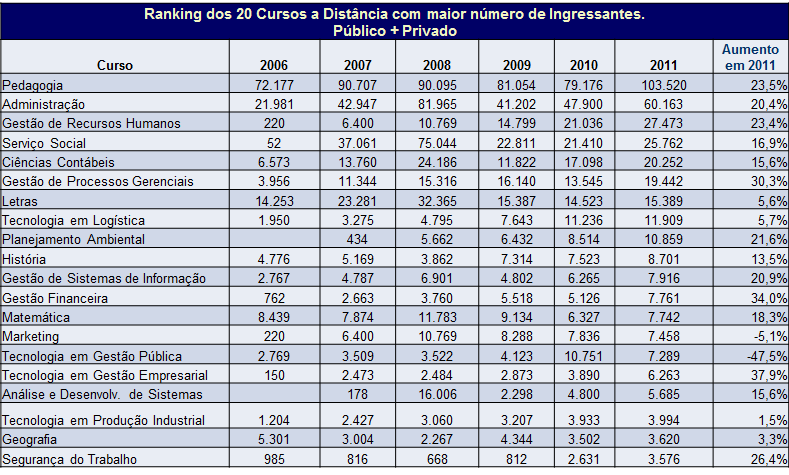 Ranking dos 20 Cursos a Distância com maior número de Ingressantes.
Público + Privado
Curso 2006 2007 2008 2009 2010 2011 Aumento em 2011
Pedagogia 72.177 90.707 90.095 81.054 79.176 103.520 23,5%
Administração 21.981 42.947 81.965 41.202 47.900 60.163 20,4%
Gestão de Recursos Humanos 220 6.400 10.769 14.799 21.036 27.473 23,4%
Serviço Social 52 37.061 75.044 22.811 21.410 25.762 16,9%
Ciências Contábeis 6.573 13.760 24.186 11.822 17.098 20.252 15,6%
Gestão de Processos Gerenciais 3.956 11.344 15.316 16.140 13.545 19.442 30,3%
Letras 14.253 23.281 32.365 15.387 14.523 15.389 5,6%
Tecnologia em Logística 1.950 3.275 4.795 7.643 11.236 11.909 5,7%
Planejamento Ambiental 434 5.662 6.432 8.514 10.859 21,6%
História 4.776 5.169 3.862 7.314 7.523 8.701 13,5%
Gestão de Sistemas de Informação 2.767 4.787 6.901 4.802 6.265 7.916 20,9%
Gestão Financeira 762 2.663 3.760 5.518 5.126 7.761 34,0%
Matemática 8.439 7.874 11.783 9.134 6.327 7.742 18,3%
Marketing 220 6.400 10.769 8.288 7.836 7.458 -5,1%
Tecnologia em Gestão Pública 2.769 3.509 3.522 4.123 10.751 7.289 -47,5%
Tecnologia em Gestão Empresarial 150 2.473 2.484 2.873 3.890 6.263 37,9%
Análise e Desenvolv. de Sistemas 178 16.006 2.298 4.800 5.685 15,6%
Tecnologia em Produção Industrial 1.204 2.427 3.060 3.207 3.933 3.994 1,5%
Geografia 5.301 3.004 2.267 4.344 3.502 3.620 3,3%
Segurança do Trabalho 985 816 668 812 2.631 3.576 26,4%